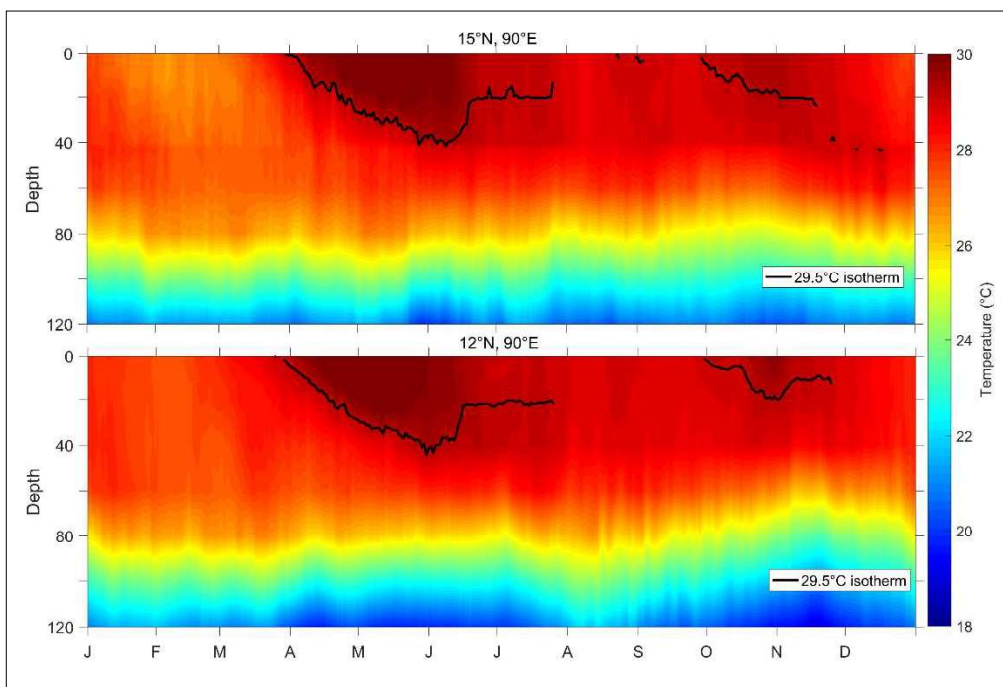 15°N, 90°E
0
40
80
120
Depth
29.5°C isotherm
12°N, 90°E
0
40
80
120
Depth
29.5°C isotherm
J F M A M J J A S O N D
30
28
26
24
22
20
18
Temperature (°C)